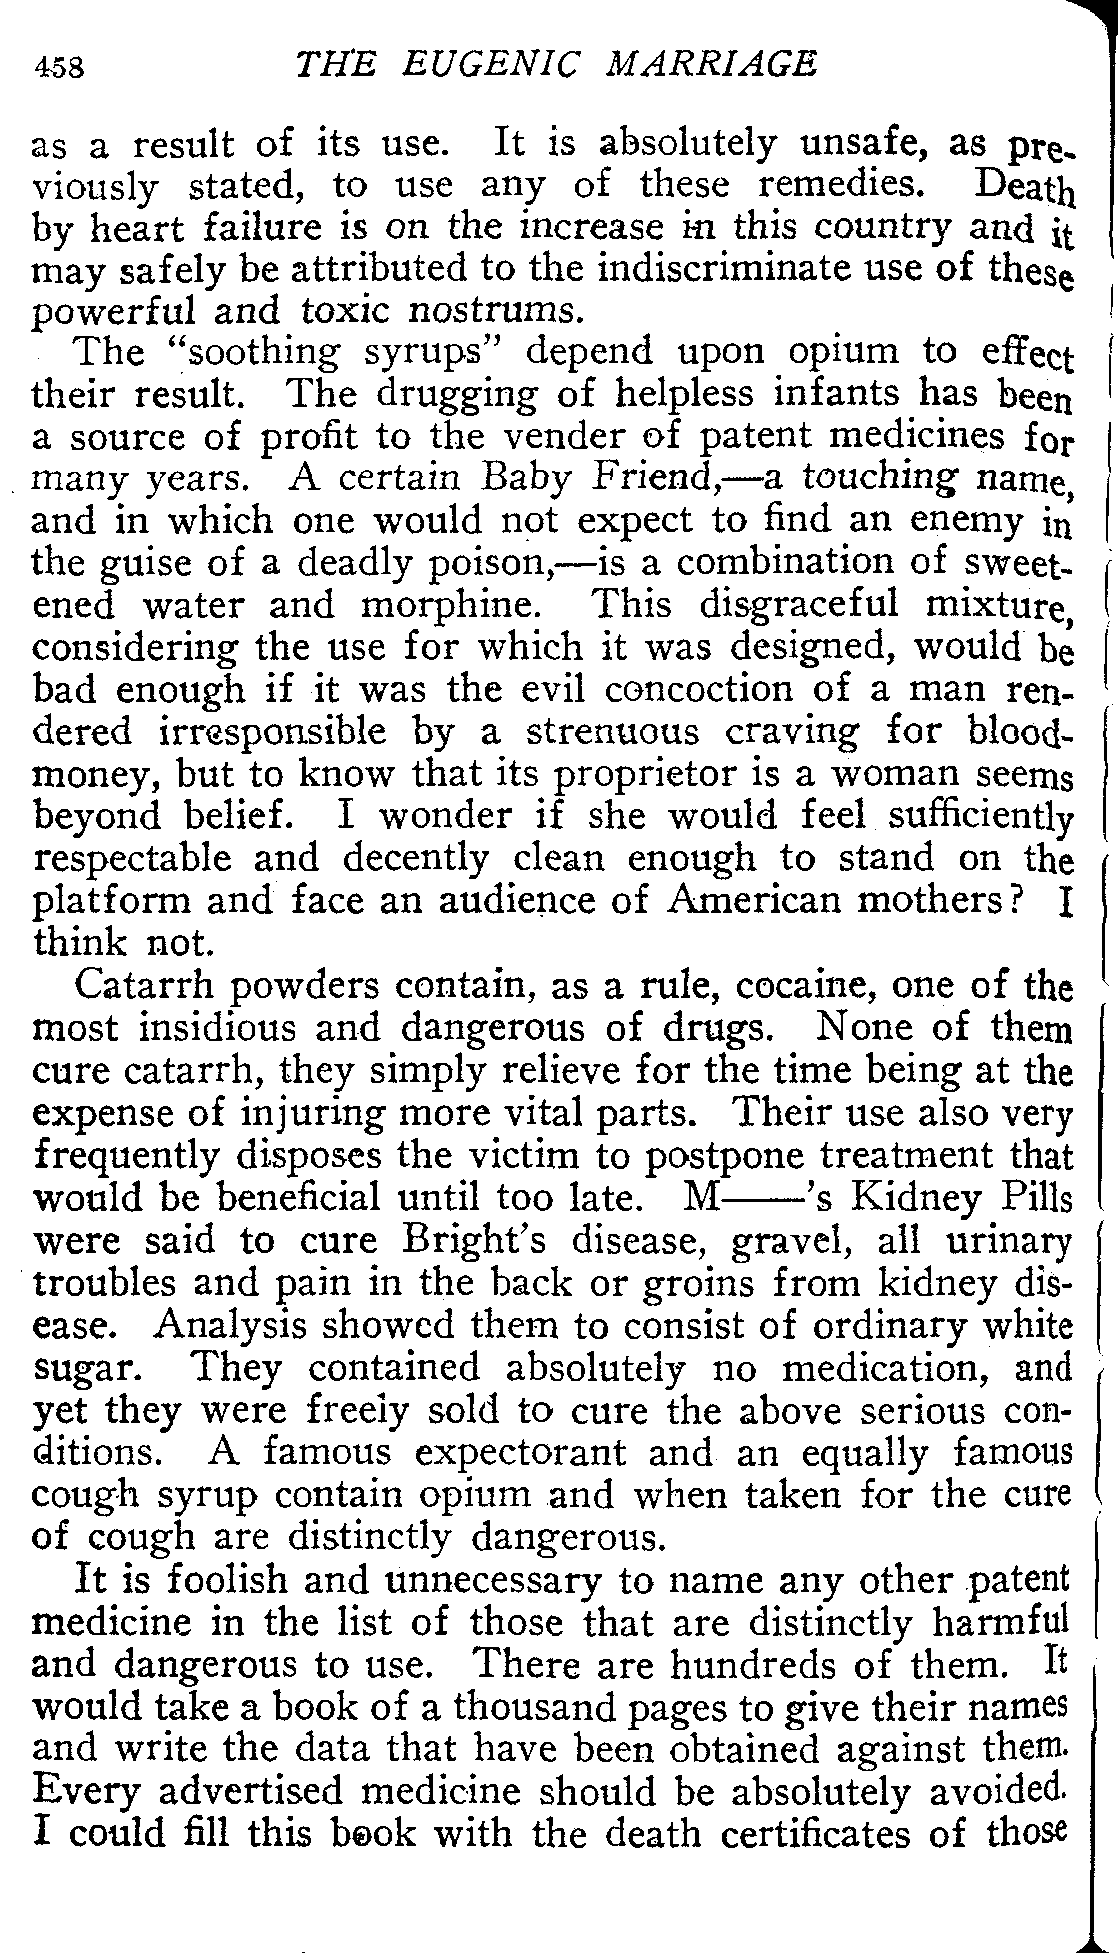 458 THE EUGENIC MARRIAGE
as a result of its use. It is absolutely unsafe, as pre-
viously stated, to use any of these remedies. Death
by heart failure is on the increase in this country and it
may safely be attributed to the indiscriminate use of these
powerful and toxic nostrums.
The “soothing syrups” depend upon opium to effect
their result. The drugging of helpless infants has been
a source of profit to the vender of patent medicines for
many years. A certain Baby Friend,—a touching name,
and in which one would not expect to find an enemy in
the guise of a deadly poison,—is a combination of sweet-
ened water and morphine. This disgraceful mixture,
considering the use for which it was designed, would be
bad enough if it was the evil concoction of a man ren-
dered irresponsible by a strenuous craving for blood-
money, but to know that its proprietor is a woman seems
beyond belief. I wonder if she would feel sufficiently
respectable and decently clean enough to stand on the
platform and face an audience of American mothers? I
think not.
Catarrh powders contain, as a rule, cocaine, one of the
most insidious and dangerous of drugs. None of them
cure catarrh, they simply relieve for the time being at the
expense of injuring more vital parts. Their use also very
frequently disposes the victim to postpone treatment that
would be beneficial until too late. M——’s Kidney Pills
were said to cure Bright’s disease, gravel, all urinary
troubles and pain in the back or groins from kidney dis-
ease. Analysis showed them to consist of ordinary white
sugar. They contained absolutely no medication, and
yet they were freely sold to cure the above serious con-
ditions. A famous expectorant and an equally famous
cough syrup contain opium and when taken for the cure
of cough are distinctly dangerous.
It is foolish and unnecessary to name any other patent
medicine in the list of those that are distinctly harmful
and dangerous to use. There are hundreds of them. It
would take a book of a thousand pages to give their names
and write the data that have been obtained against them.
Every advertised medicine should be absolutely avoided.
I could fill this book with the death certificates of those